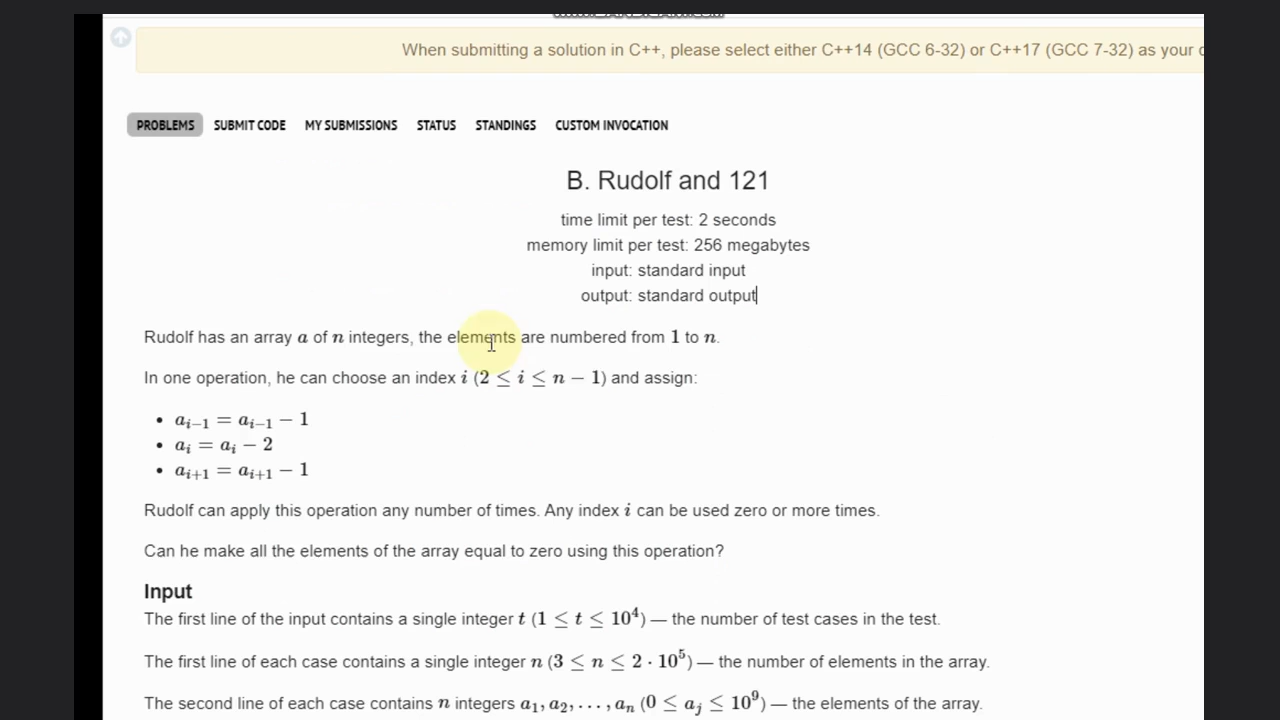 When submitting a solution in C++, please select either C++14 (GCC 6-32) or C++17 (GCC 7-32) as your
PROBLEMS SUBMIT CODE MY SUBMISSIONS STATUS STANDINGS CUSTOM INVOCATION
B. Rudolf and 121
time limit per test: 2 seconds
memory limit per test: 256 megabytes
input: standard input
output: standard output
Rudolf has an array a of n integers, the elements are numbered from 1 to n.
In one operation, he can choose an index i (2 ≤ i ≤ n − 1) and assign:
• a_{i−1} = a_{i−1} − 1
• a_i = a_i − 2
• a_{i+1} = a_{i+1} − 1
Rudolf can apply this operation any number of times. Any index i can be used zero or more times.
Can he make all the elements of the array equal to zero using this operation?
Input
The first line of the input contains a single integer t (1 ≤ t ≤ 10^4) — the number of test cases in the test.
The first line of each case contains a single integer n (3 ≤ n ≤ 2 · 10^5) — the number of elements in the array.
The second line of each case contains n integers a_1, a_2, . . . , a_n (0 ≤ a_j ≤ 10^9) — the elements of the array.